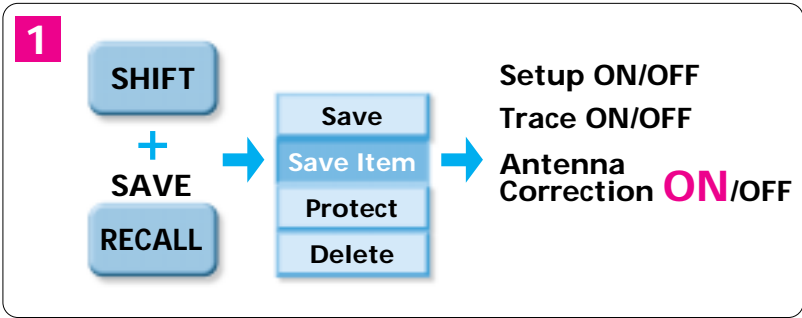 1
SHIFT
+
SAVE
RECALL
Save
Save Item
Protect
Delete
Setup ON/OFF
Trace ON/OFF
Antenna
Correction ON/OFF